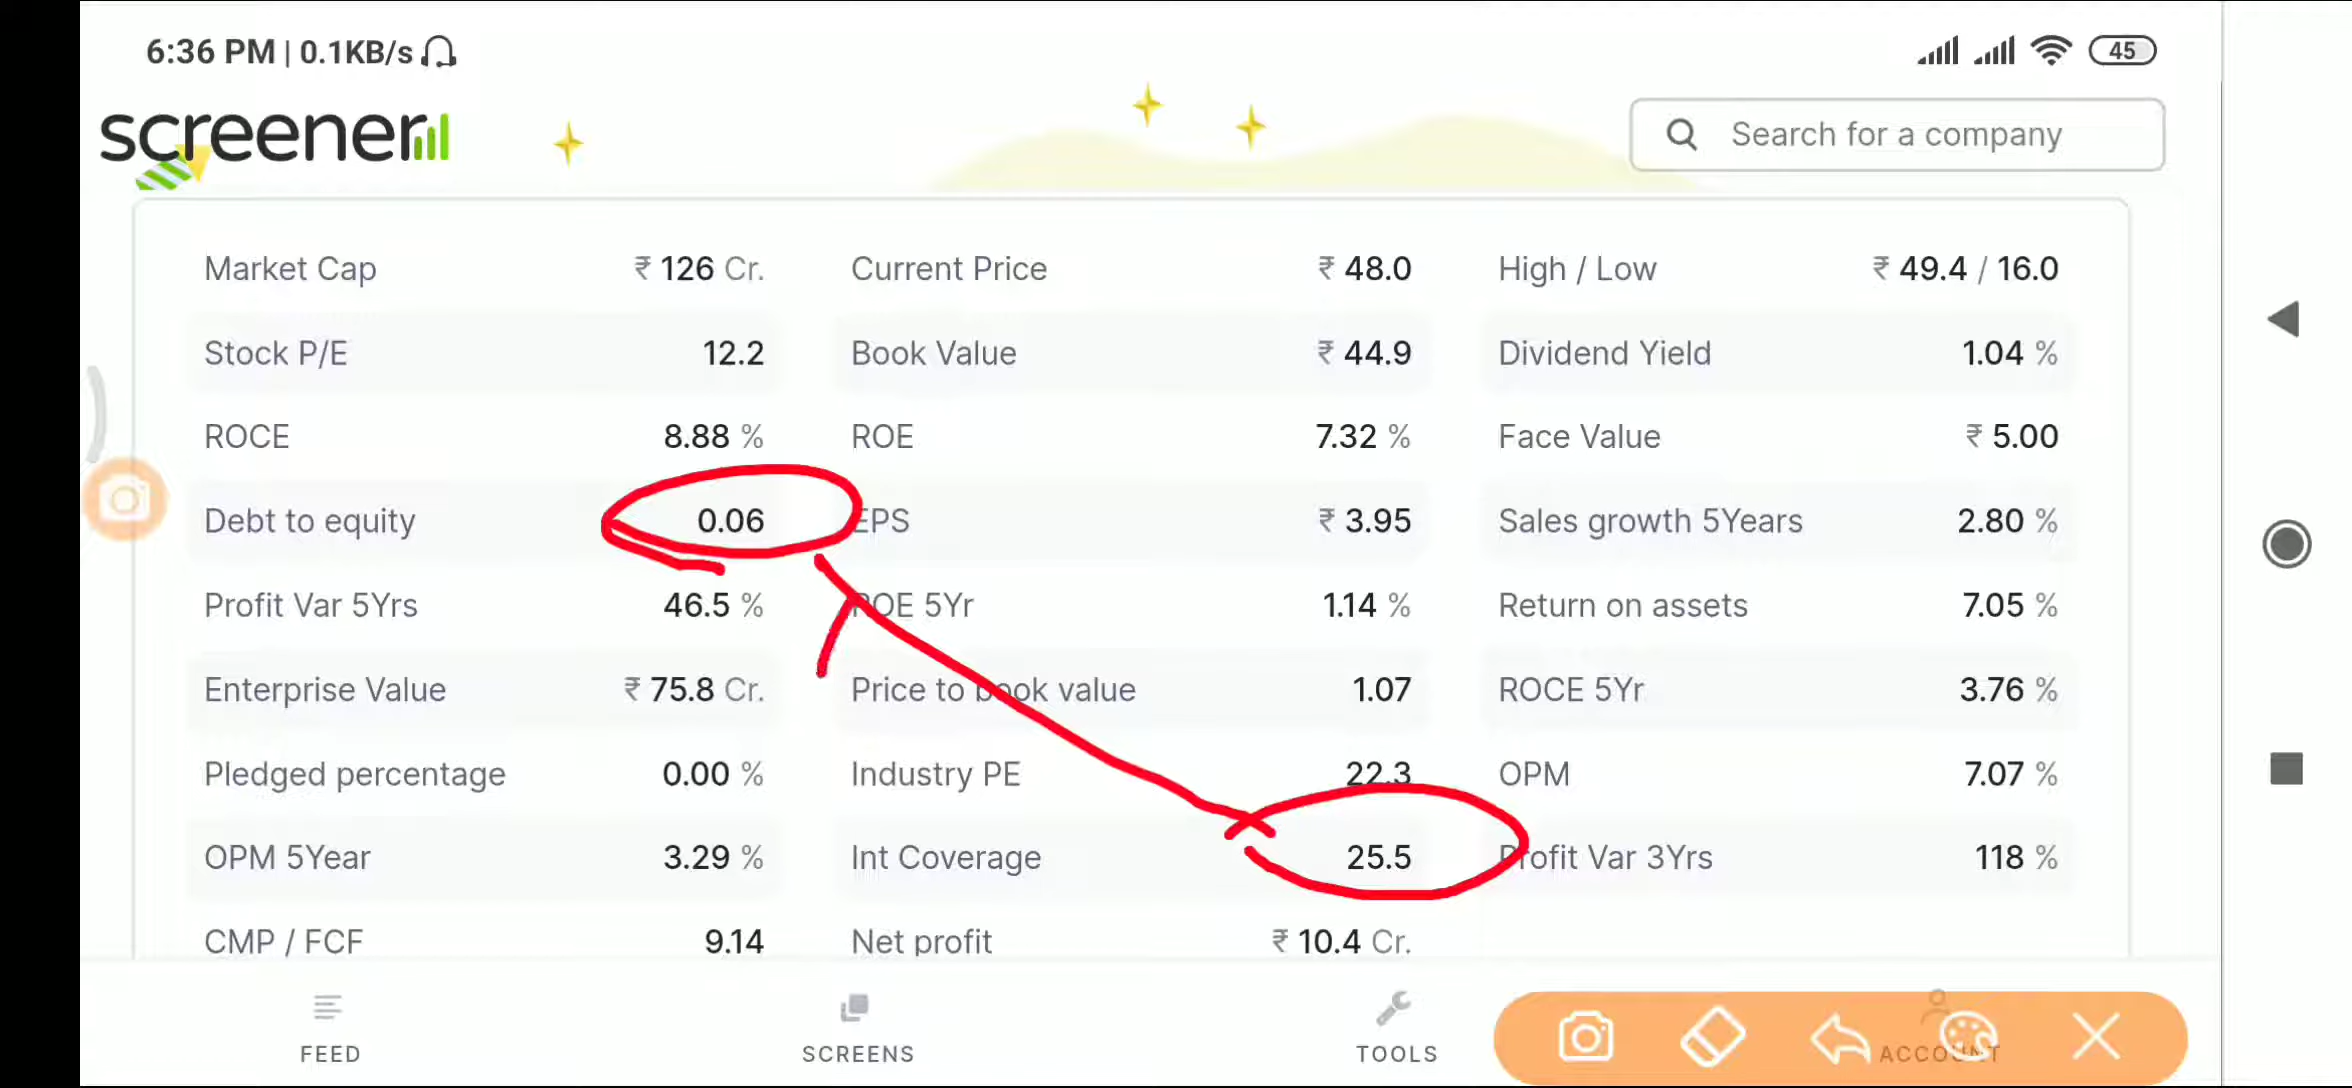 6:36 PM | 0.1KB/s 45
screener
Search for a company
Market Cap ₹ 126 Cr. Current Price ₹ 48.0 High / Low ₹ 49.4 / 16.0
Stock P/E 12.2 Book Value ₹ 44.9 Dividend Yield 1.04 %
ROCE 8.88 % ROE 7.32 % Face Value ₹ 5.00
Debt to equity 0.06 EPS ₹ 3.95 Sales growth 5Years 2.80 %
Profit Var 5Yrs 46.5 % ROE 5Yr 1.14 % Return on assets 7.05 %
Enterprise Value ₹ 75.8 Cr. Price to book value 1.07 ROCE 5Yr 3.76 %
Pledged percentage 0.00 % Industry PE 22.3 OPM 7.07 %
OPM 5Year 3.29 % Int Coverage 25.5 Profit Var 3Yrs 118 %
CMP / FCF 9.14 Net profit ₹ 10.4 Cr.
FEED SCREENS TOOLS ACCOUNT